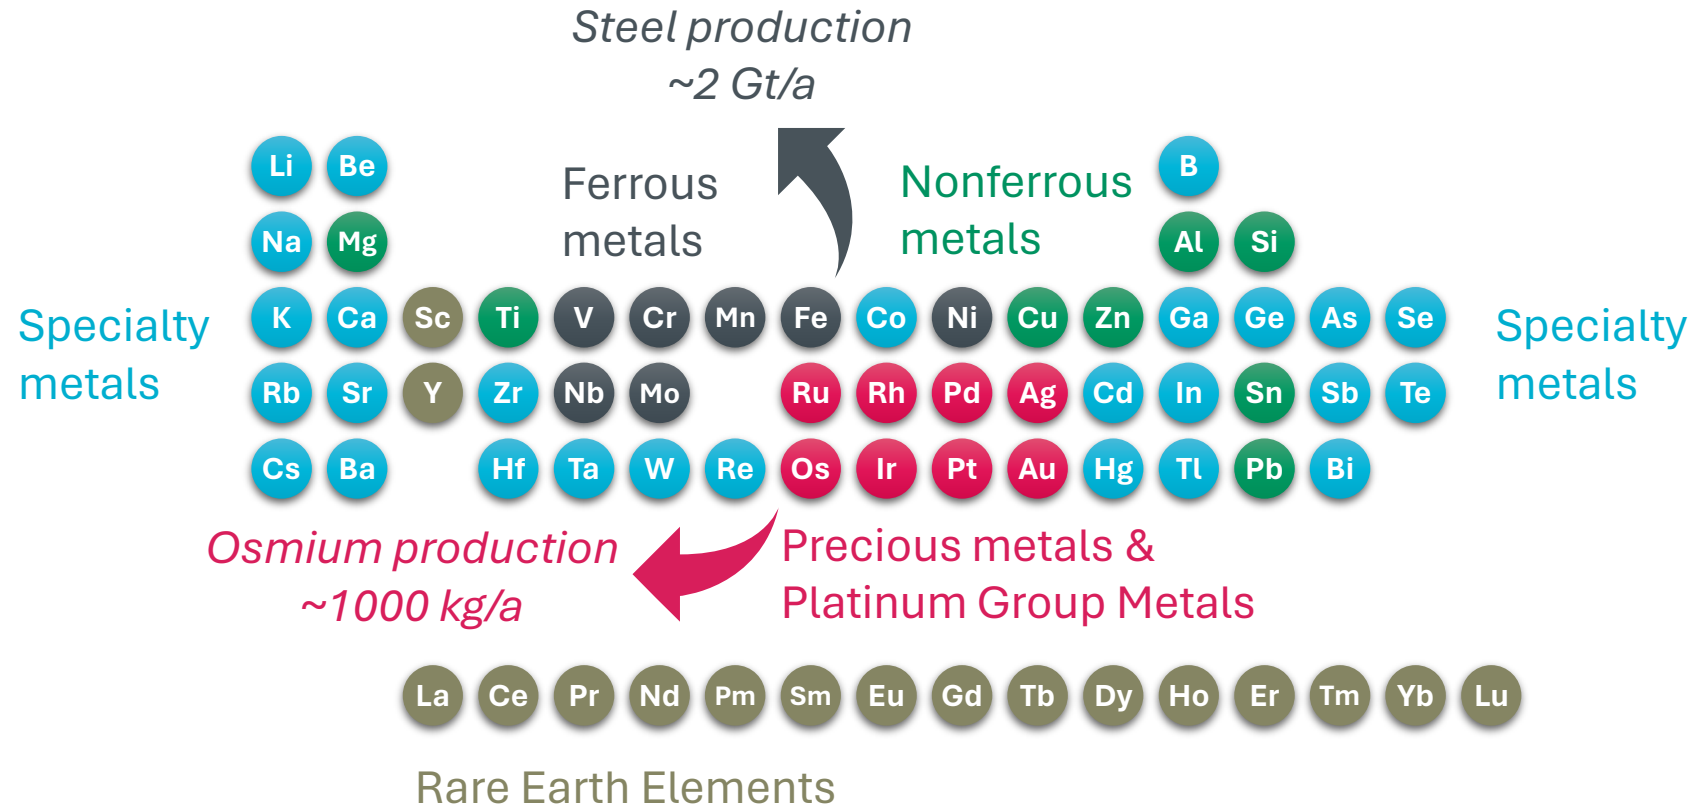 Steel production
~2 Gt/a
Li Be B
Ferrous
metals
Nonferrous
metals
Na Mg Al Si
Specialty
metals
K Ca Sc Ti V Cr Mn Fe Co Ni Cu Zn Ga Ge As Se
Specialty
metals
Rb Sr Y Zr Nb Mo Ru Rh Pd Ag Cd In Sn Sb Te
Cs Ba Hf Ta W Re Os Ir Pt Au Hg Tl Pb Bi
Osmium production
~1000 kg/a
Precious metals &
Platinum Group Metals
La Ce Pr Nd Pm Sm Eu Gd Tb Dy Ho Er Tm Yb Lu
Rare Earth Elements